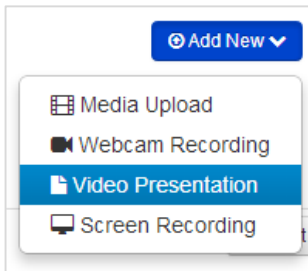 Add New
Media Upload
Webcam Recording
Video Presentation
Screen Recording